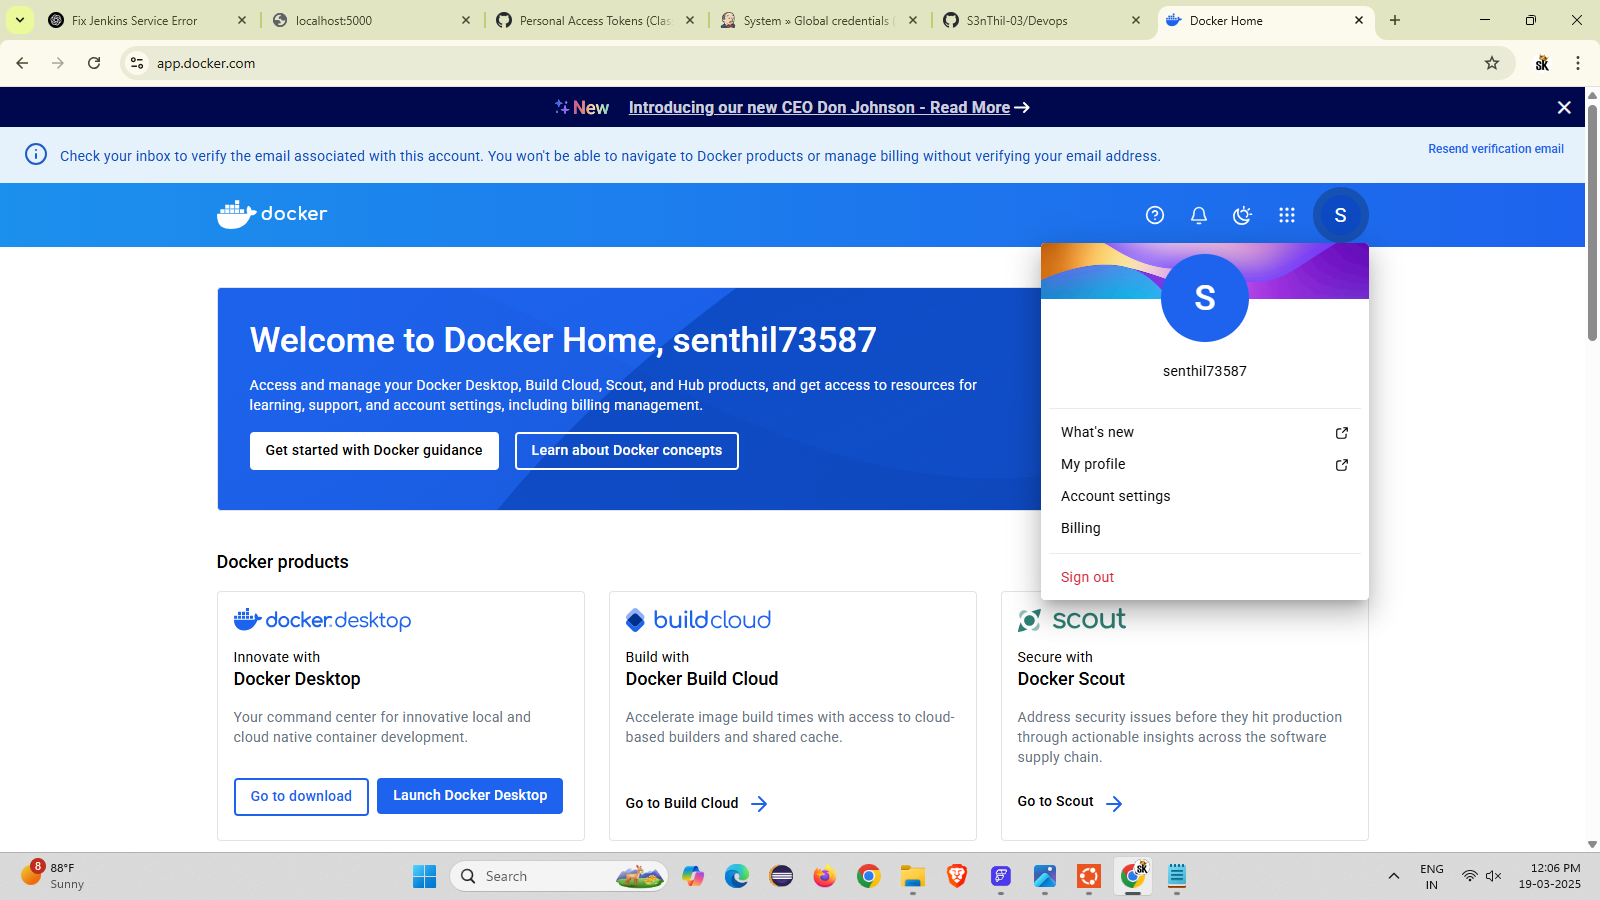 Fix Jenkins Service Error
localhost:5000
Personal Access Tokens (Clas
System » Global credentials (
S3nThil-03/Devops
Docker Home
app.docker.com
SK
New Introducing our new CEO Don Johnson - Read More
Check your inbox to verify the email associated with this account. You won't be able to navigate to Docker products or manage billing without verifying your email address.
Resend verification email
docker
S
S
senthil73587
What's new
My profile
Account settings
Billing
Sign out
Welcome to Docker Home, senthil73587
Access and manage your Docker Desktop, Build Cloud, Scout, and Hub products, and get access to resources for
learning, support, and account settings, including billing management.
Get started with Docker guidance
Learn about Docker concepts
Docker products
docker.desktop
Innovate with
Docker Desktop
Your command center for innovative local and
cloud native container development.
Go to download
Launch Docker Desktop
buildcloud
Build with
Docker Build Cloud
Accelerate image build times with access to cloud-
based builders and shared cache.
Go to Build Cloud
scout
Secure with
Docker Scout
Address security issues before they hit production
through actionable insights across the software
supply chain.
Go to Scout
8
88°F
Sunny
Search
SK
ENG
IN
12:06 PM
19-03-2025